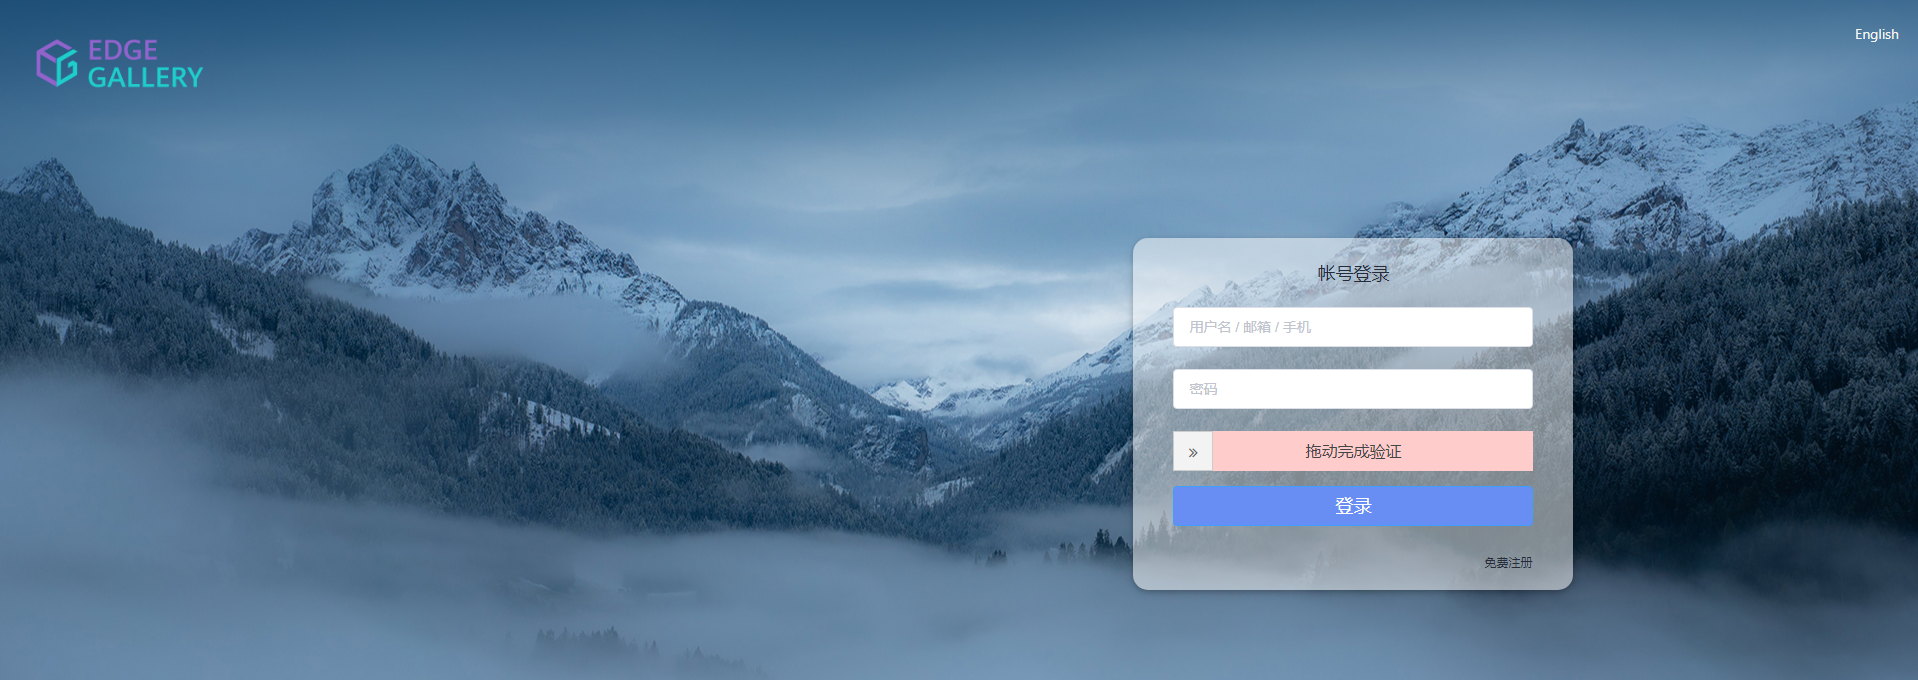 EDGE
GALLERY
English
帐号登录
用户名 / 邮箱 / 手机
密码
拖动完成验证
登录
免费注册